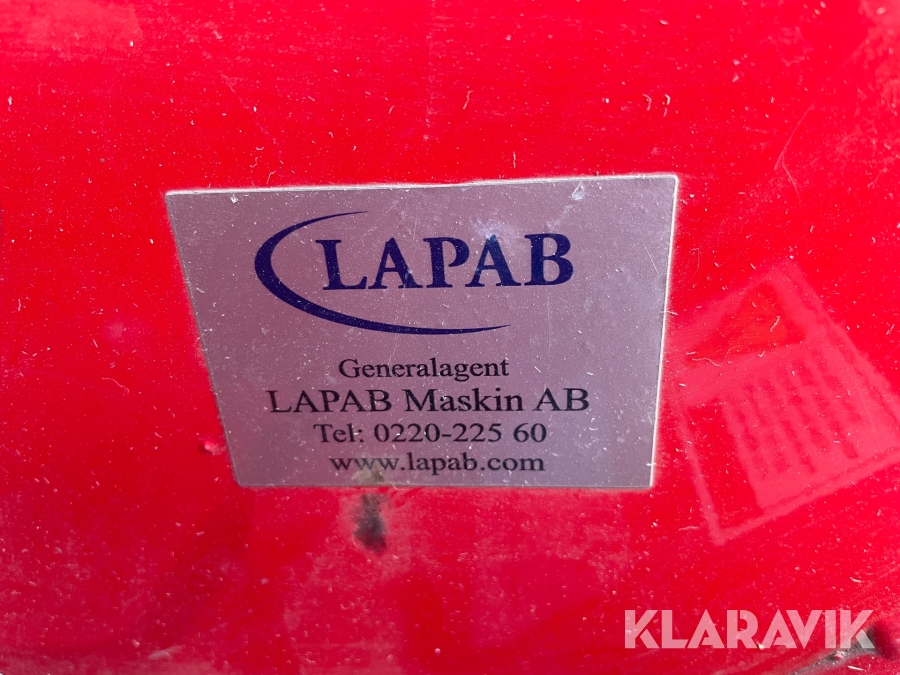 LAPAB
Generalagent
LAPAB Maskin AB
Tel: 0220-225 60
www.lapab.com
KLARAVIK